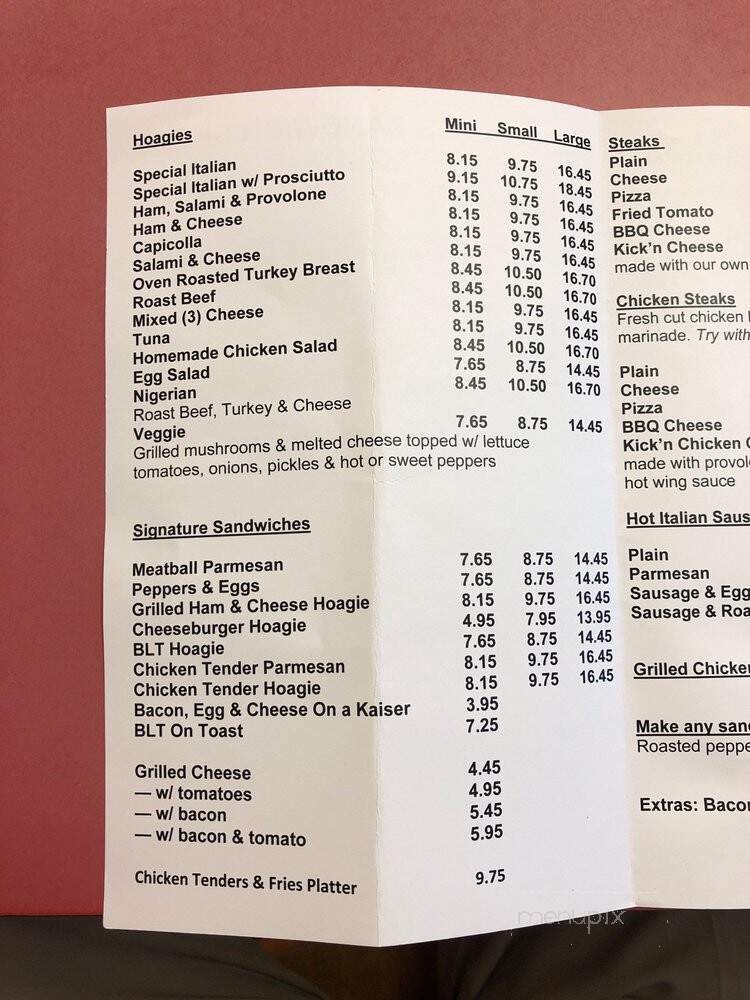 Hoagies Mini Small Large
Special Italian 8.15 9.75 16.45
Special Italian w/ Prosciutto 9.15 10.75 18.45
Ham, Salami & Provolone 8.15 9.75 16.45
Ham & Cheese 8.15 9.75 16.45
Capicolla 8.15 9.75 16.45
Salami & Cheese 8.15 9.75 16.45
Oven Roasted Turkey Breast 8.45 10.50 16.70
Roast Beef 8.45 10.50 16.70
Mixed (3) Cheese 8.15 9.75 16.45
Tuna 8.15 9.75 16.45
Homemade Chicken Salad 8.45 10.50 16.70
Egg Salad 7.65 8.75 14.45
Nigerian 8.45 10.50 16.70
Roast Beef, Turkey & Cheese
Veggie 7.65 8.75 14.45
Grilled mushrooms & melted cheese topped w/ lettuce
tomatoes, onions, pickles & hot or sweet peppers
Signature Sandwiches
Meatball Parmesan 7.65 8.75 14.45
Peppers & Eggs 7.65 8.75 14.45
Grilled Ham & Cheese Hoagie 8.15 9.75 16.45
Cheeseburger Hoagie 4.95 7.95 13.95
BLT Hoagie 7.65 8.75 14.45
Chicken Tender Parmesan 8.15 9.75 16.45
Chicken Tender Hoagie 8.15 9.75 16.45
Bacon, Egg & Cheese On a Kaiser 3.95
BLT On Toast 7.25
Grilled Cheese 4.45
— w/ tomatoes 4.95
— w/ bacon 5.45
— w/ bacon & tomato 5.95
Chicken Tenders & Fries Platter 9.75
Steaks
Plain
Cheese
Pizza
Fried Tomato
BBQ Cheese
Kick'n Cheese
made with our own
Chicken Steaks
Fresh cut chicken
marinade. Try with
Plain
Cheese
Pizza
BBQ Cheese
Kick'n Chicken
made with provol
hot wing sauce
Hot Italian Saus
Plain
Parmesan
Sausage & Egg
Sausage & Roa
Grilled Chicke
Make any san
Roasted peppe
Extras: Baco
menupix